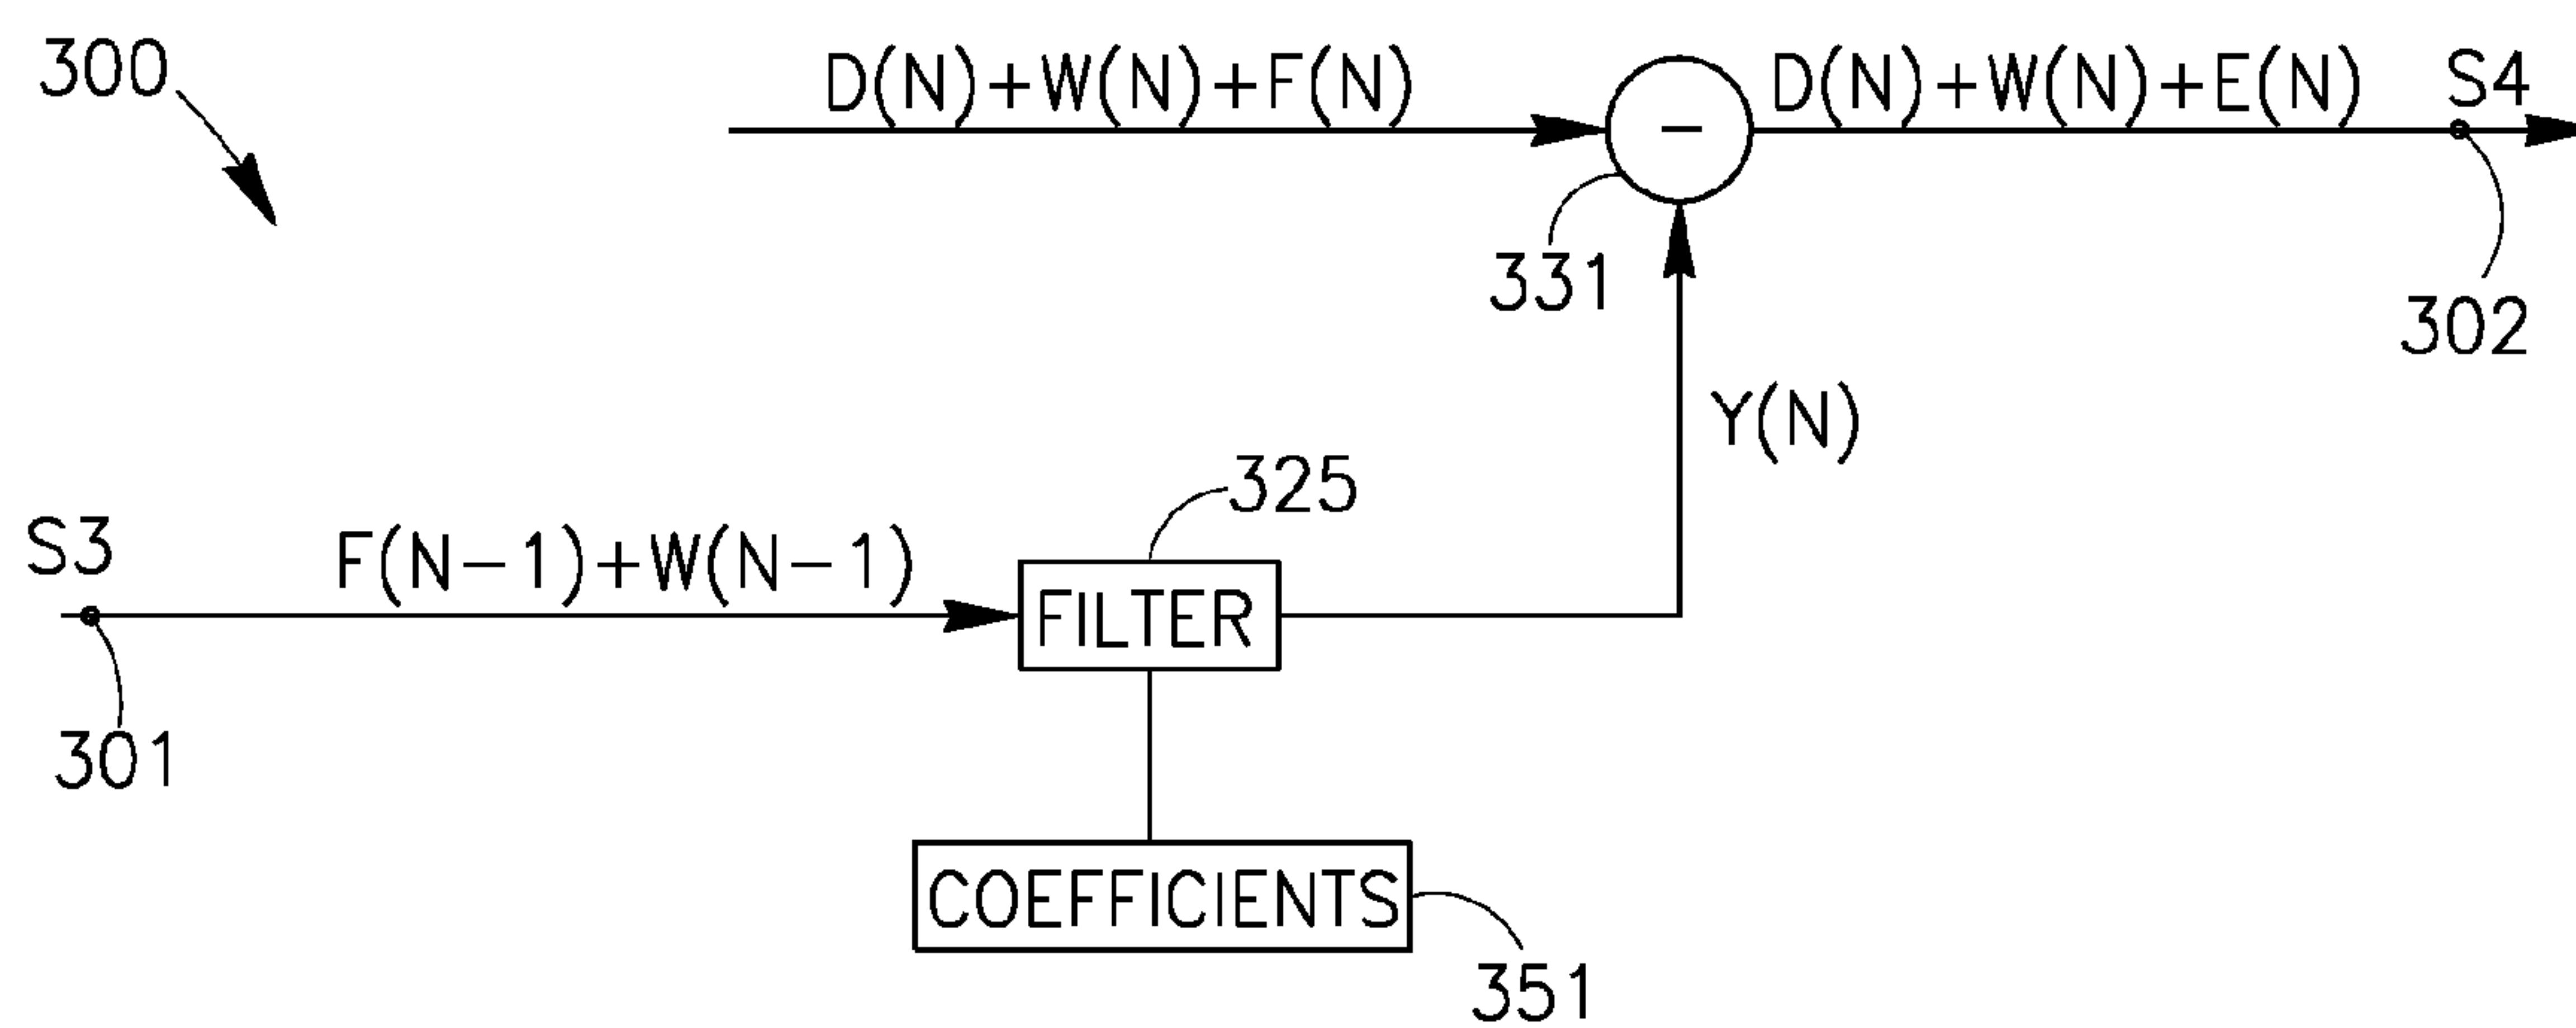 300
D(N)+W(N)+F(N)
D(N)+W(N)+E(N)
S4
−
331
302
Y(N)
325
S3
F(N−1)+W(N−1)
FILTER
301
COEFFICIENTS
351